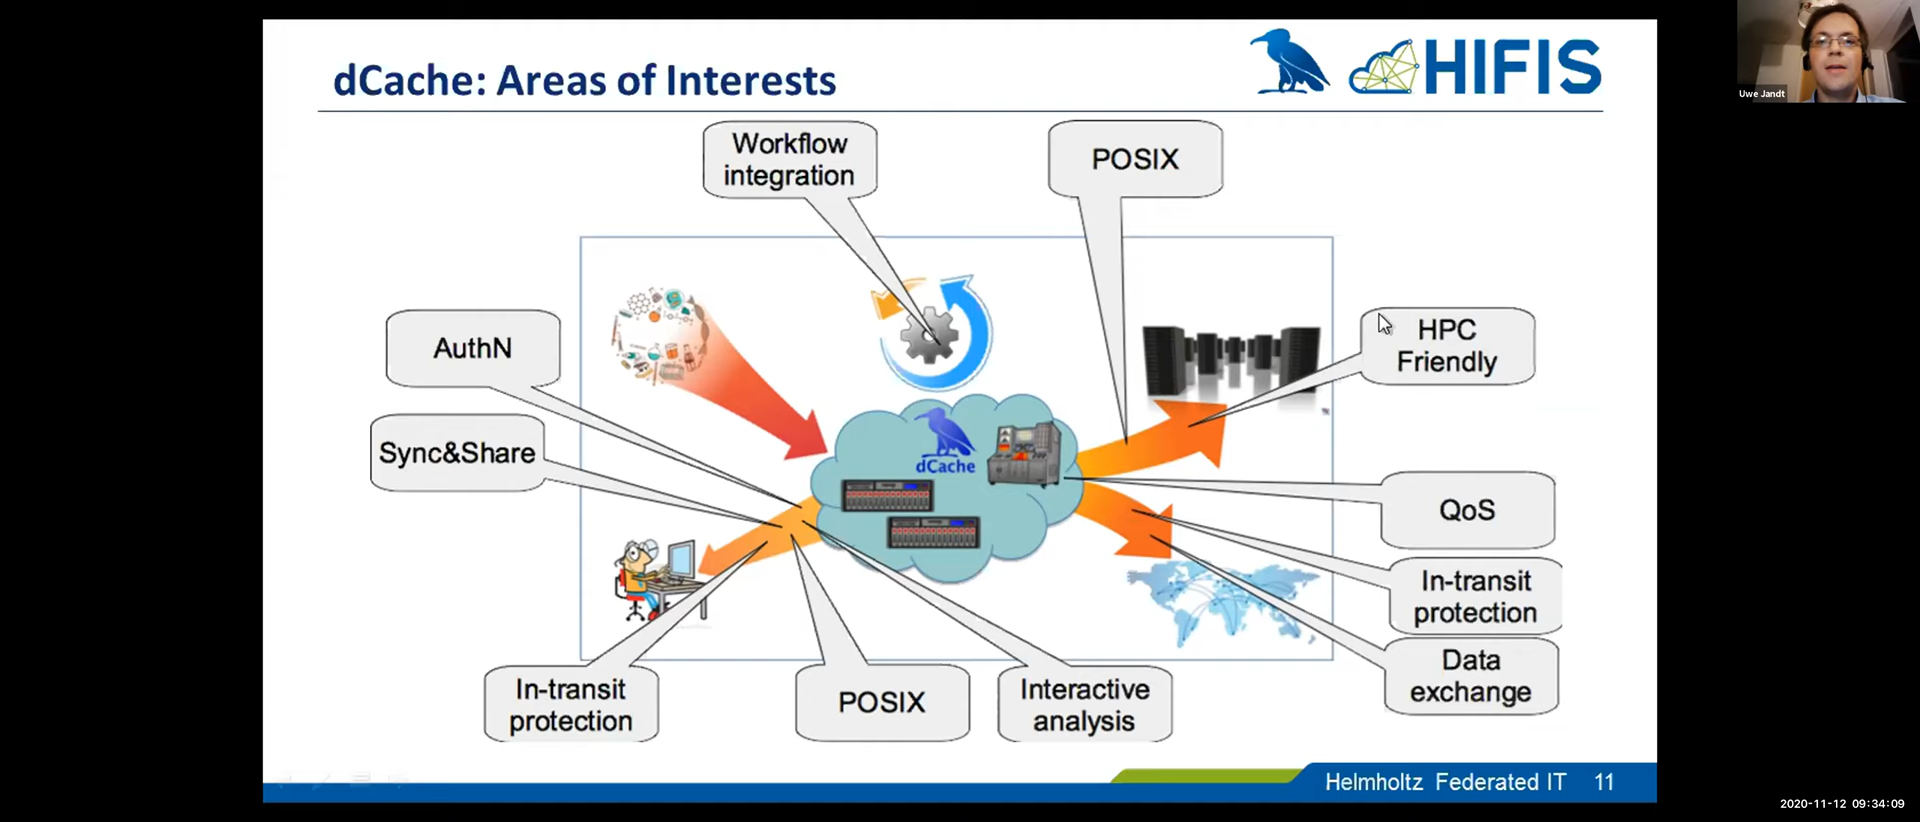 dCache: Areas of Interests
HIFIS
Uwe Jandt
Workflow
integration
POSIX
AuthN
HPC
Friendly
Sync&Share
dCache
QoS
In-transit
protection
Data
exchange
In-transit
protection
POSIX
Interactive
analysis
Helmholtz Federated IT 11
2020-11-12 09:34:09